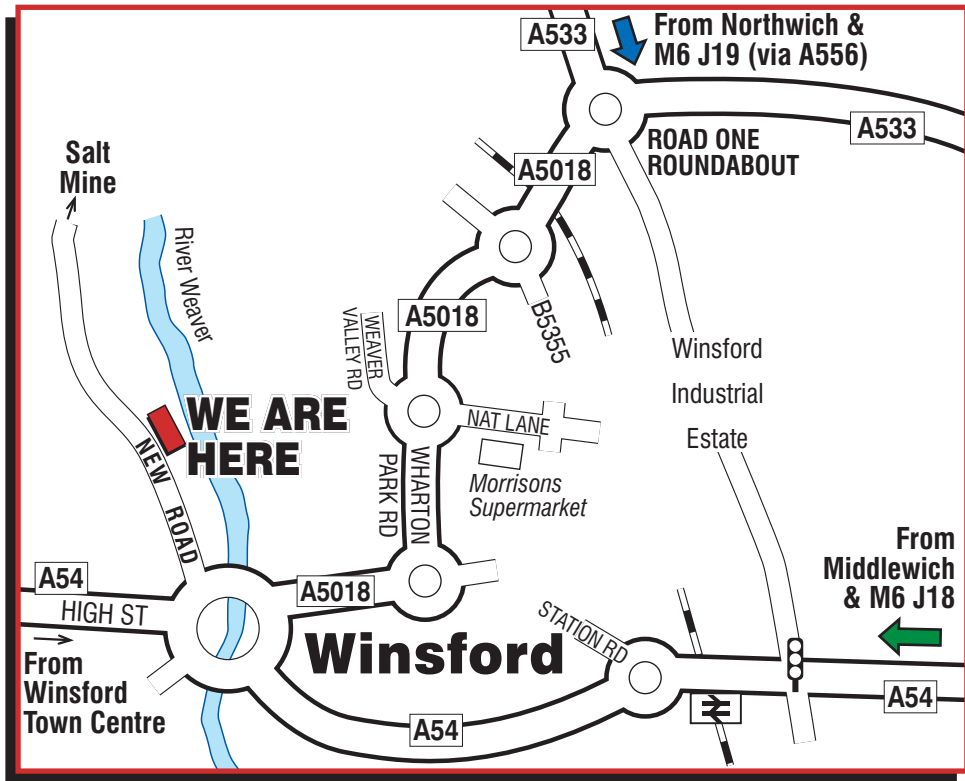 A533
From Northwich &
M6 J19 (via A556)
A533
ROAD ONE
ROUNDABOUT
A5018
Salt
Mine
River Weaver
B5355
A5018
WEAVER
VALLEY RD
Winsford
Industrial
Estate
WE ARE
HERE
NAT LANE
NEW ROAD
WHARTON
PARK RD
Morrisons
Supermarket
From
Middlewich
& M6 J18
A54
HIGH ST
A5018
STATION RD
Winsford
From
Winsford
Town Centre
A54
A54